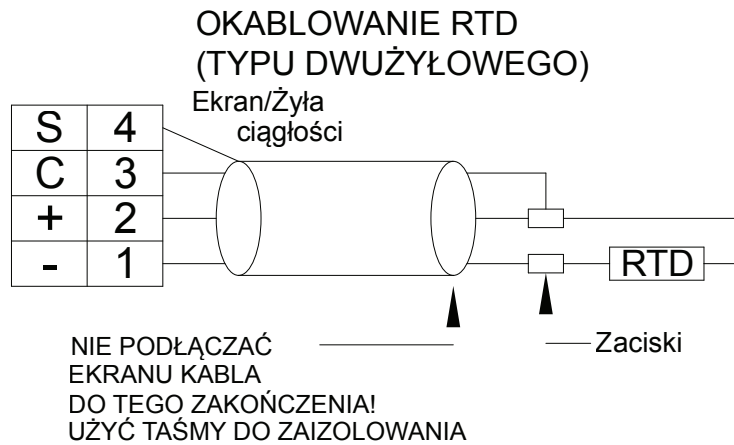 OKABLOWANIE RTD
(TYPU DWUŻYŁOWEGO)
Ekran/Żyła
ciągłości
S 4
C 3
+ 2
- 1
RTD
Zaciski
NIE PODŁĄCZAĆ
EKRANU KABLA
DO TEGO ZAKOŃCZENIA!
UŻYĆ TAŚMY DO ZAIZOLOWANIA